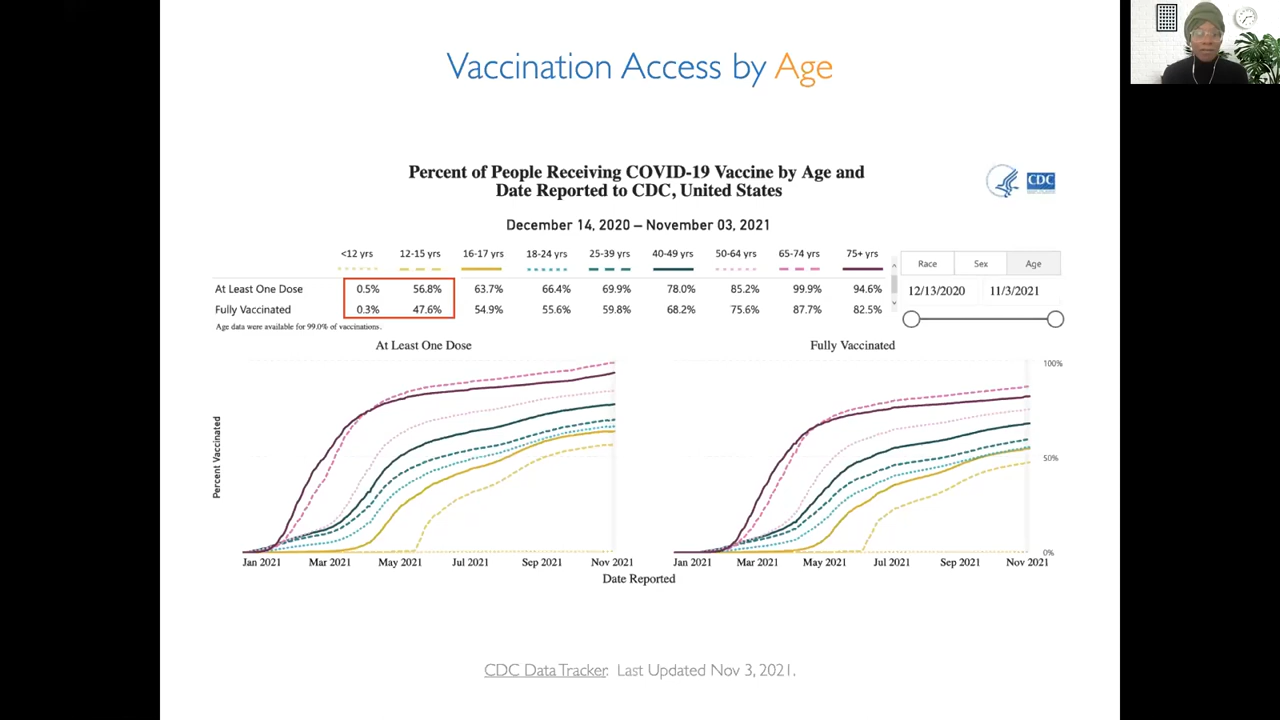 Vaccination Access by Age
Percent of People Receiving COVID-19 Vaccine by Age and
Date Reported to CDC, United States
CDC
December 14, 2020 – November 03, 2021
<12 yrs 12-15 yrs 16-17 yrs 18-24 yrs 25-39 yrs 40-49 yrs 50-64 yrs 65-74 yrs 75+ yrs
Race Sex Age
At Least One Dose 0.5% 56.8% 63.7% 66.4% 69.9% 78.0% 85.2% 99.9% 94.6%
12/13/2020 11/3/2021
Fully Vaccinated 0.3% 47.6% 54.9% 55.6% 59.8% 68.2% 75.6% 87.7% 82.5%
Age data were available for 99.0% of vaccinations.
At Least One Dose Fully Vaccinated
100%
Percent Vaccinated
50%
0%
Jan 2021 Mar 2021 May 2021 Jul 2021 Sep 2021 Nov 2021 Jan 2021 Mar 2021 May 2021 Jul 2021 Sep 2021 Nov 2021
Date Reported
CDC Data Tracker. Last Updated Nov 3, 2021.